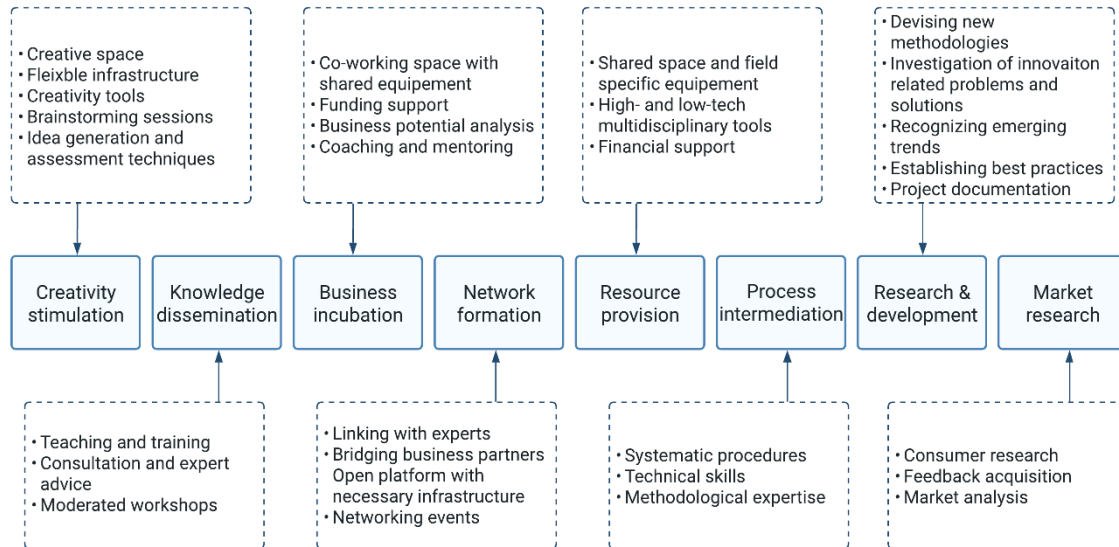 • Creative space
• Fleixble infrastructure
• Creativity tools
• Brainstorming sessions
• Idea generation and
assessment techniques
• Co-working space with
shared equipement
• Funding support
• Business potential analysis
• Coaching and mentoring
• Shared space and field
specific equipement
• High- and low-tech
multidisciplinary tools
• Financial support
• Devising new
methodologies
• Investigation of innovaiton
related problems and
solutions
• Recognizing emerging
trends
• Establishing best practices
• Project documentation
Creativity
stimulation
Knowledge
dissemination
Business
incubation
Network
formation
Resource
provision
Process
intermediation
Research &
development
Market
research
• Teaching and training
• Consultation and expert
advice
• Moderated workshops
• Linking with experts
• Bridging business partners
Open platform with
necessary infrastructure
• Networking events
• Systematic procedures
• Technical skills
• Methodological expertise
• Consumer research
• Feedback acquisition
• Market analysis